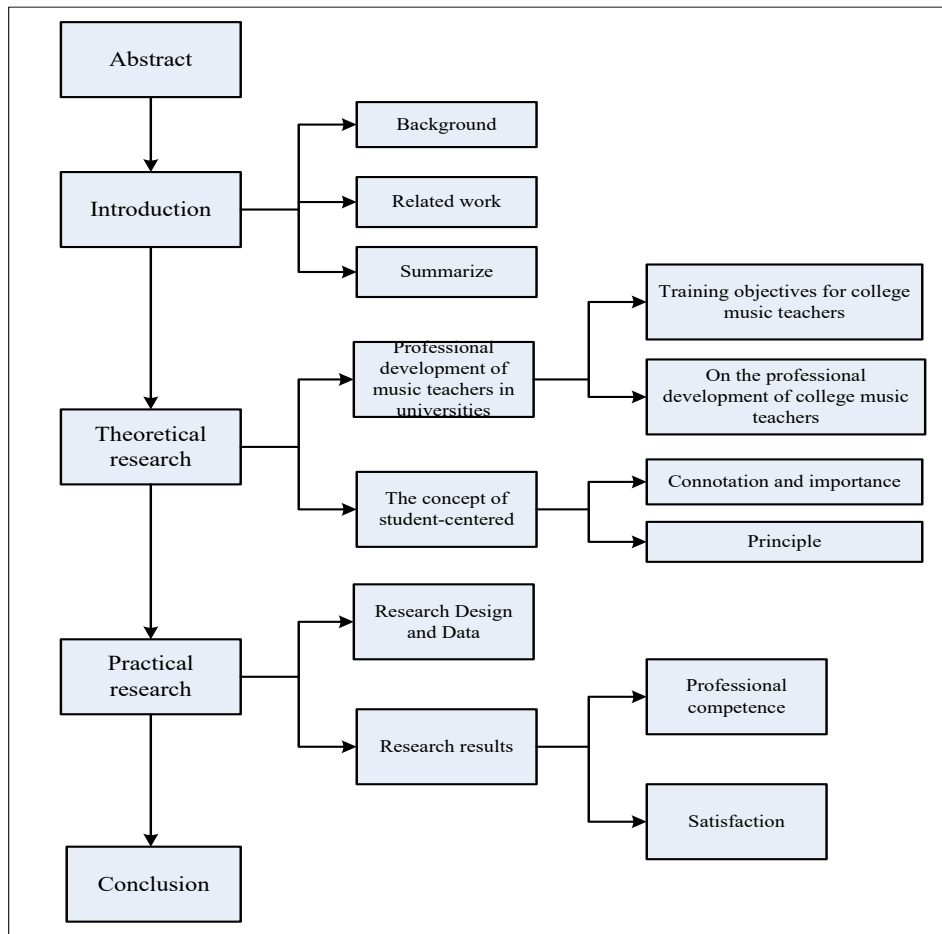 Abstract
Introduction
Background
Related work
Summarize
Theoretical
research
Professional
development of
music teachers in
universities
Training objectives for college
music teachers
On the professional
development of college music
teachers
The concept of
student-centered
Connotation and importance
Principle
Practical
research
Research Design
and Data
Research results
Professional
competence
Satisfaction
Conclusion